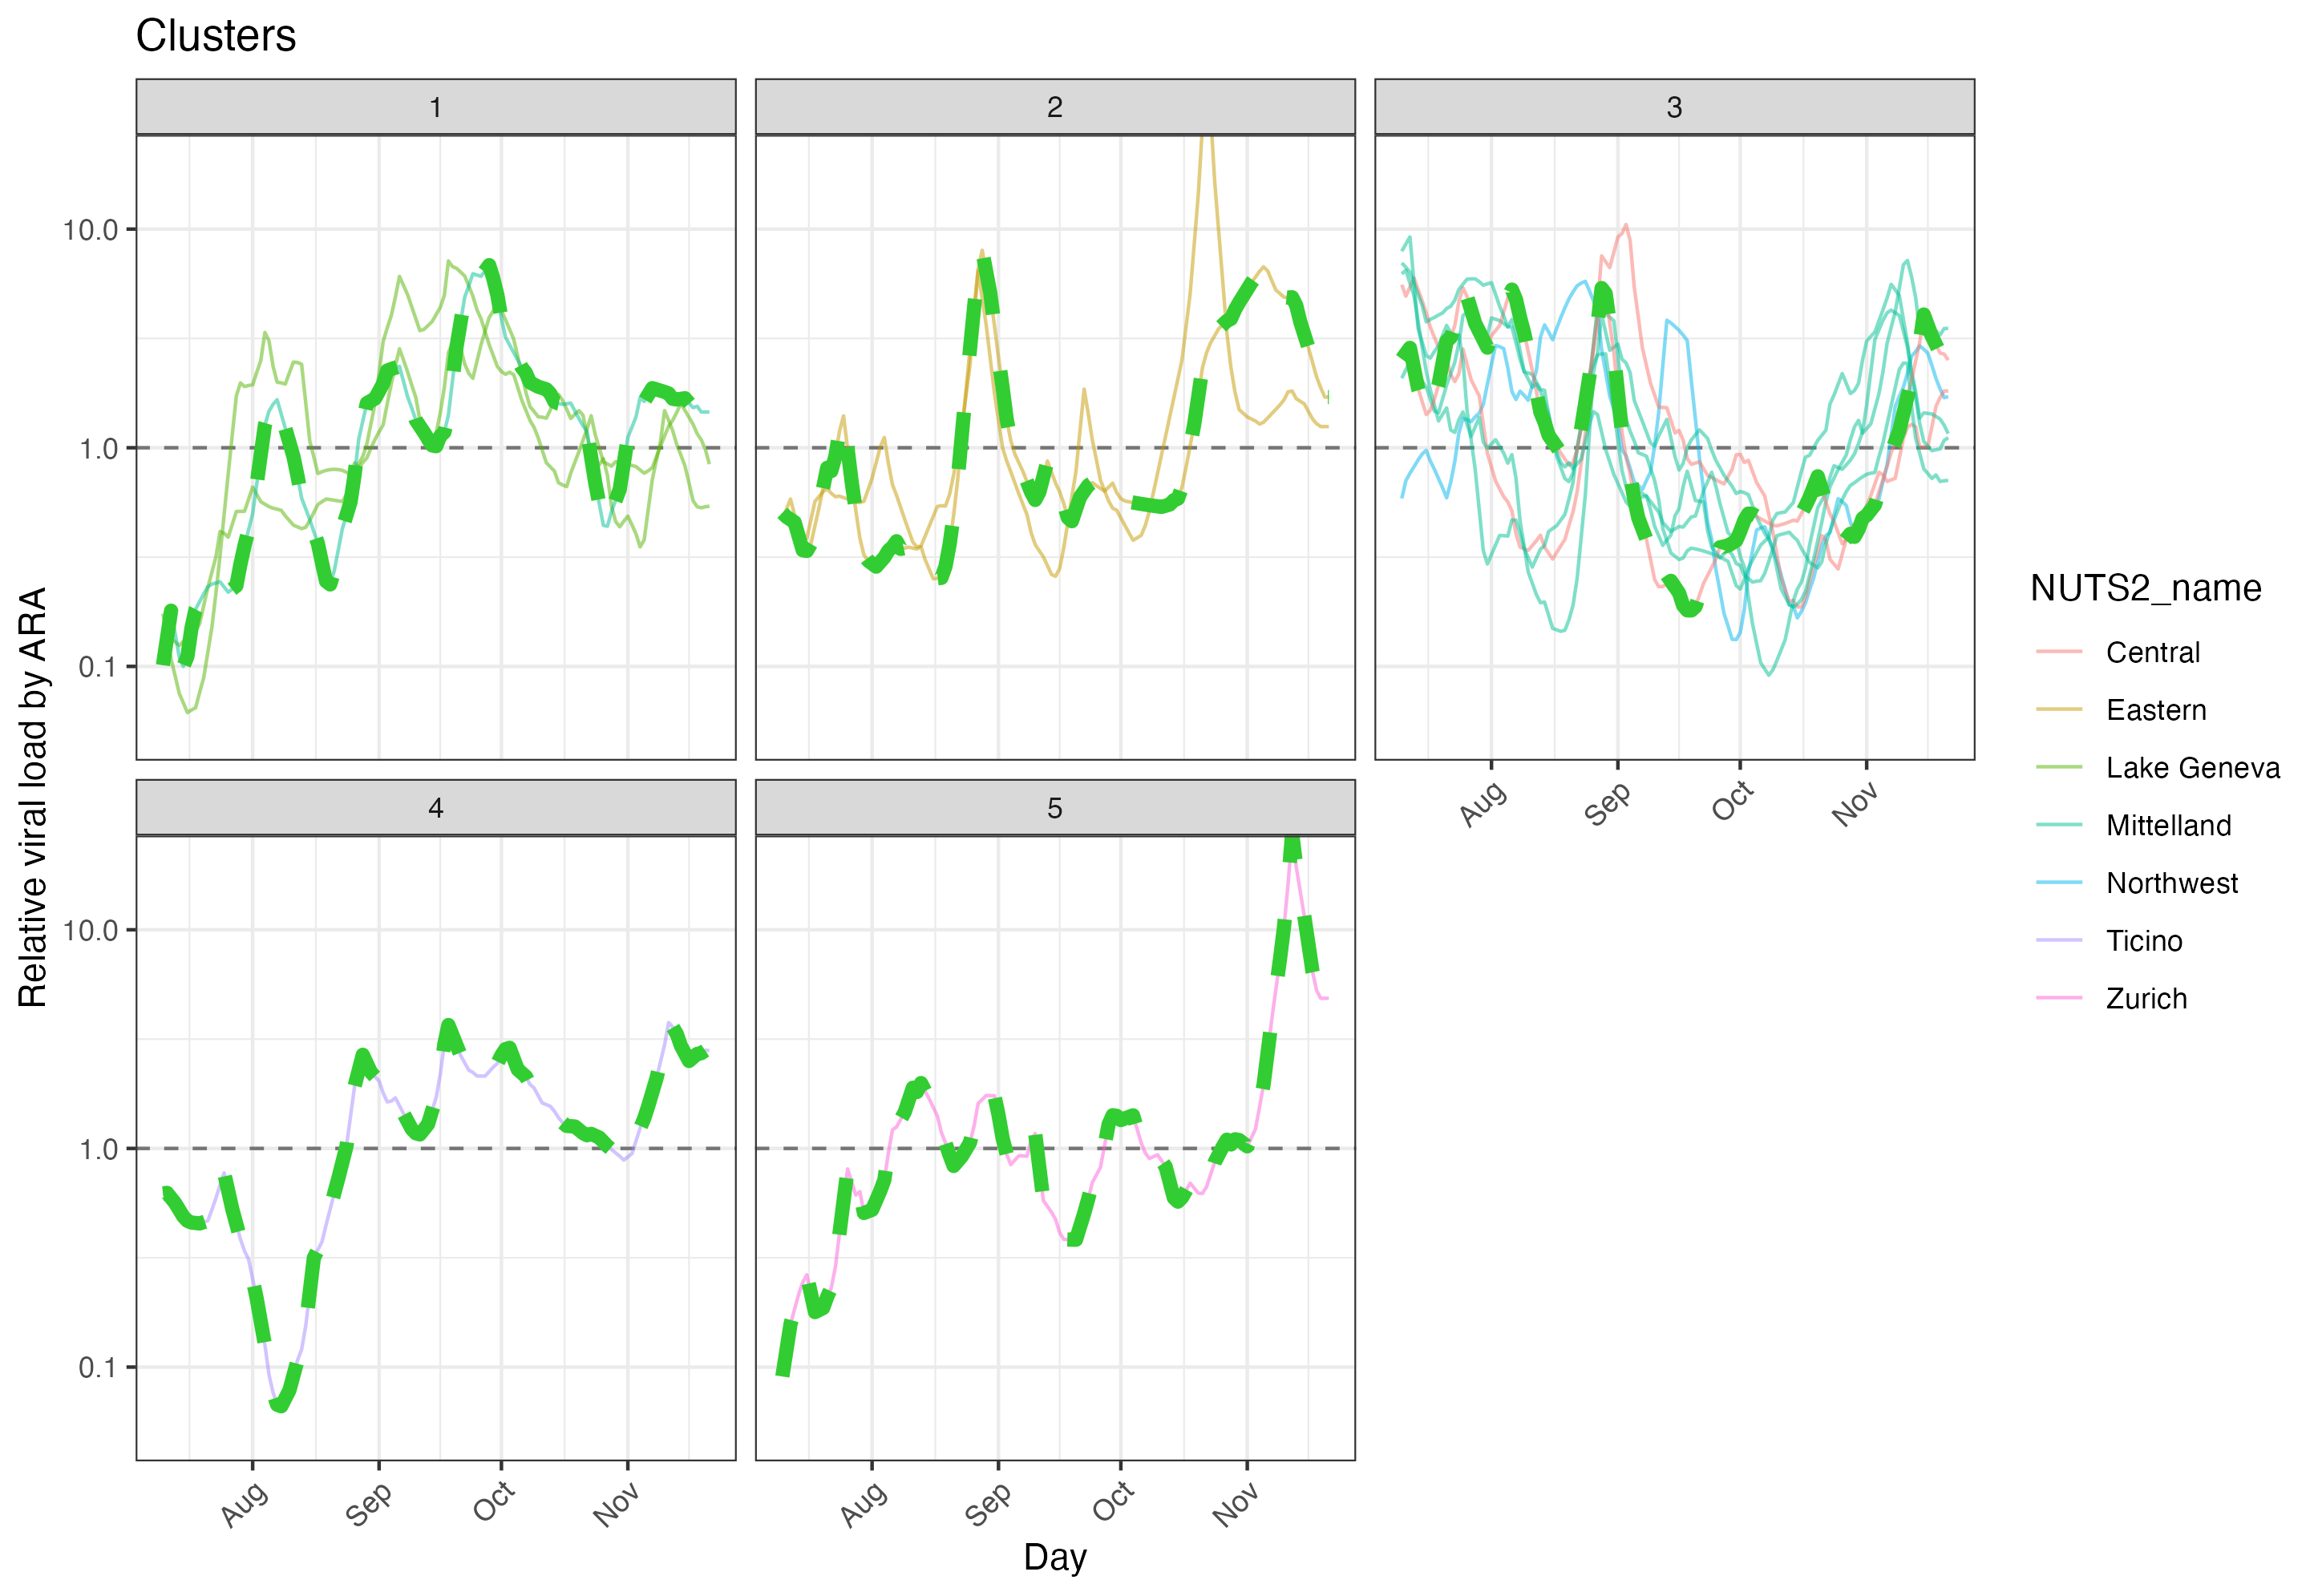 Clusters
1
2
3
10.0
1.0
0.1
Aug
Sep
Oct
Nov
4
5
10.0
1.0
0.1
Aug
Sep
Oct
Nov
Aug
Sep
Oct
Nov
Day
Relative viral load by ARA
NUTS2_name
Central
Eastern
Lake Geneva
Mittelland
Northwest
Ticino
Zurich